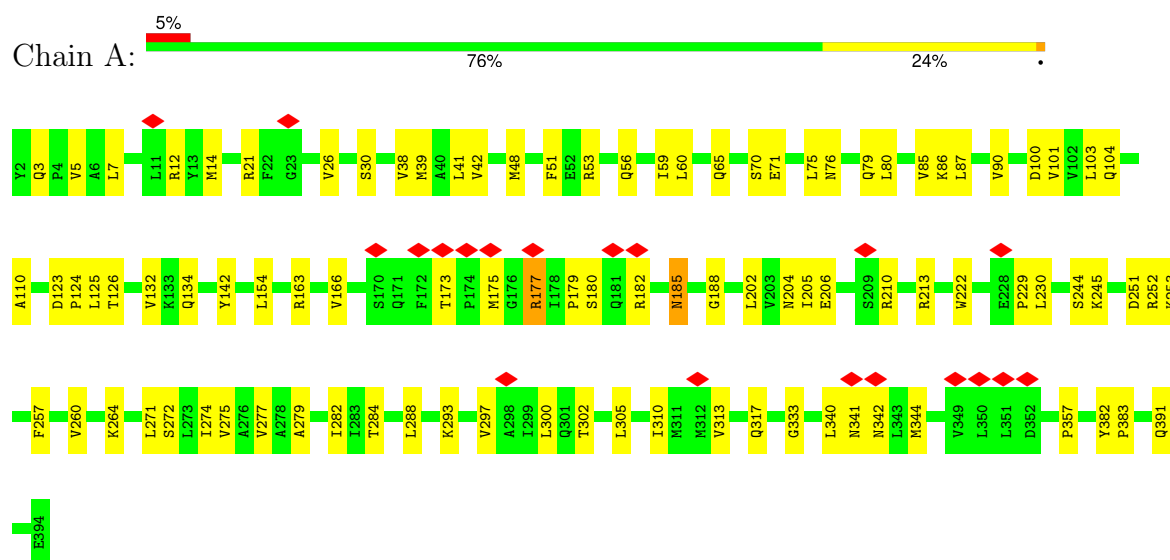 5%
Chain A:
76% 24% •
Y2 Q3 P4 V5 A6 L7 L11 R12 Y13 M14 R21 F22 G23 V26 S30 V38 M39 A40 L41 V42 M48 F51 E52 R53 Q56 I59 L60 Q65 S70 E71 L75 N76 Q79 L80 V85 K86 L87 V90 D100 V101 V102 L103 Q104
A110 D123 P124 L125 T126 V132 K133 Q134 Y142 L154 R163 V166 S170 Q171 F172 T173 P174 M175 G176 R177 I178 P179 S180 Q181 R182 N185 G188 L202 V203 N204 I205 E206 S209 R210 R213 W222 E228 P229 L230 S244 K245 D251 R252 K253
F257 V260 K264 L271 S272 L273 I274 V275 A276 V277 A278 A279 I282 I283 T284 L288 K293 V297 A298 I299 L300 Q301 T302 L305 I310 M311 M312 V313 Q317 G333 L340 N341 N342 L343 M344 V349 L350 L351 D352 P357 Y382 P383 Q391
E394